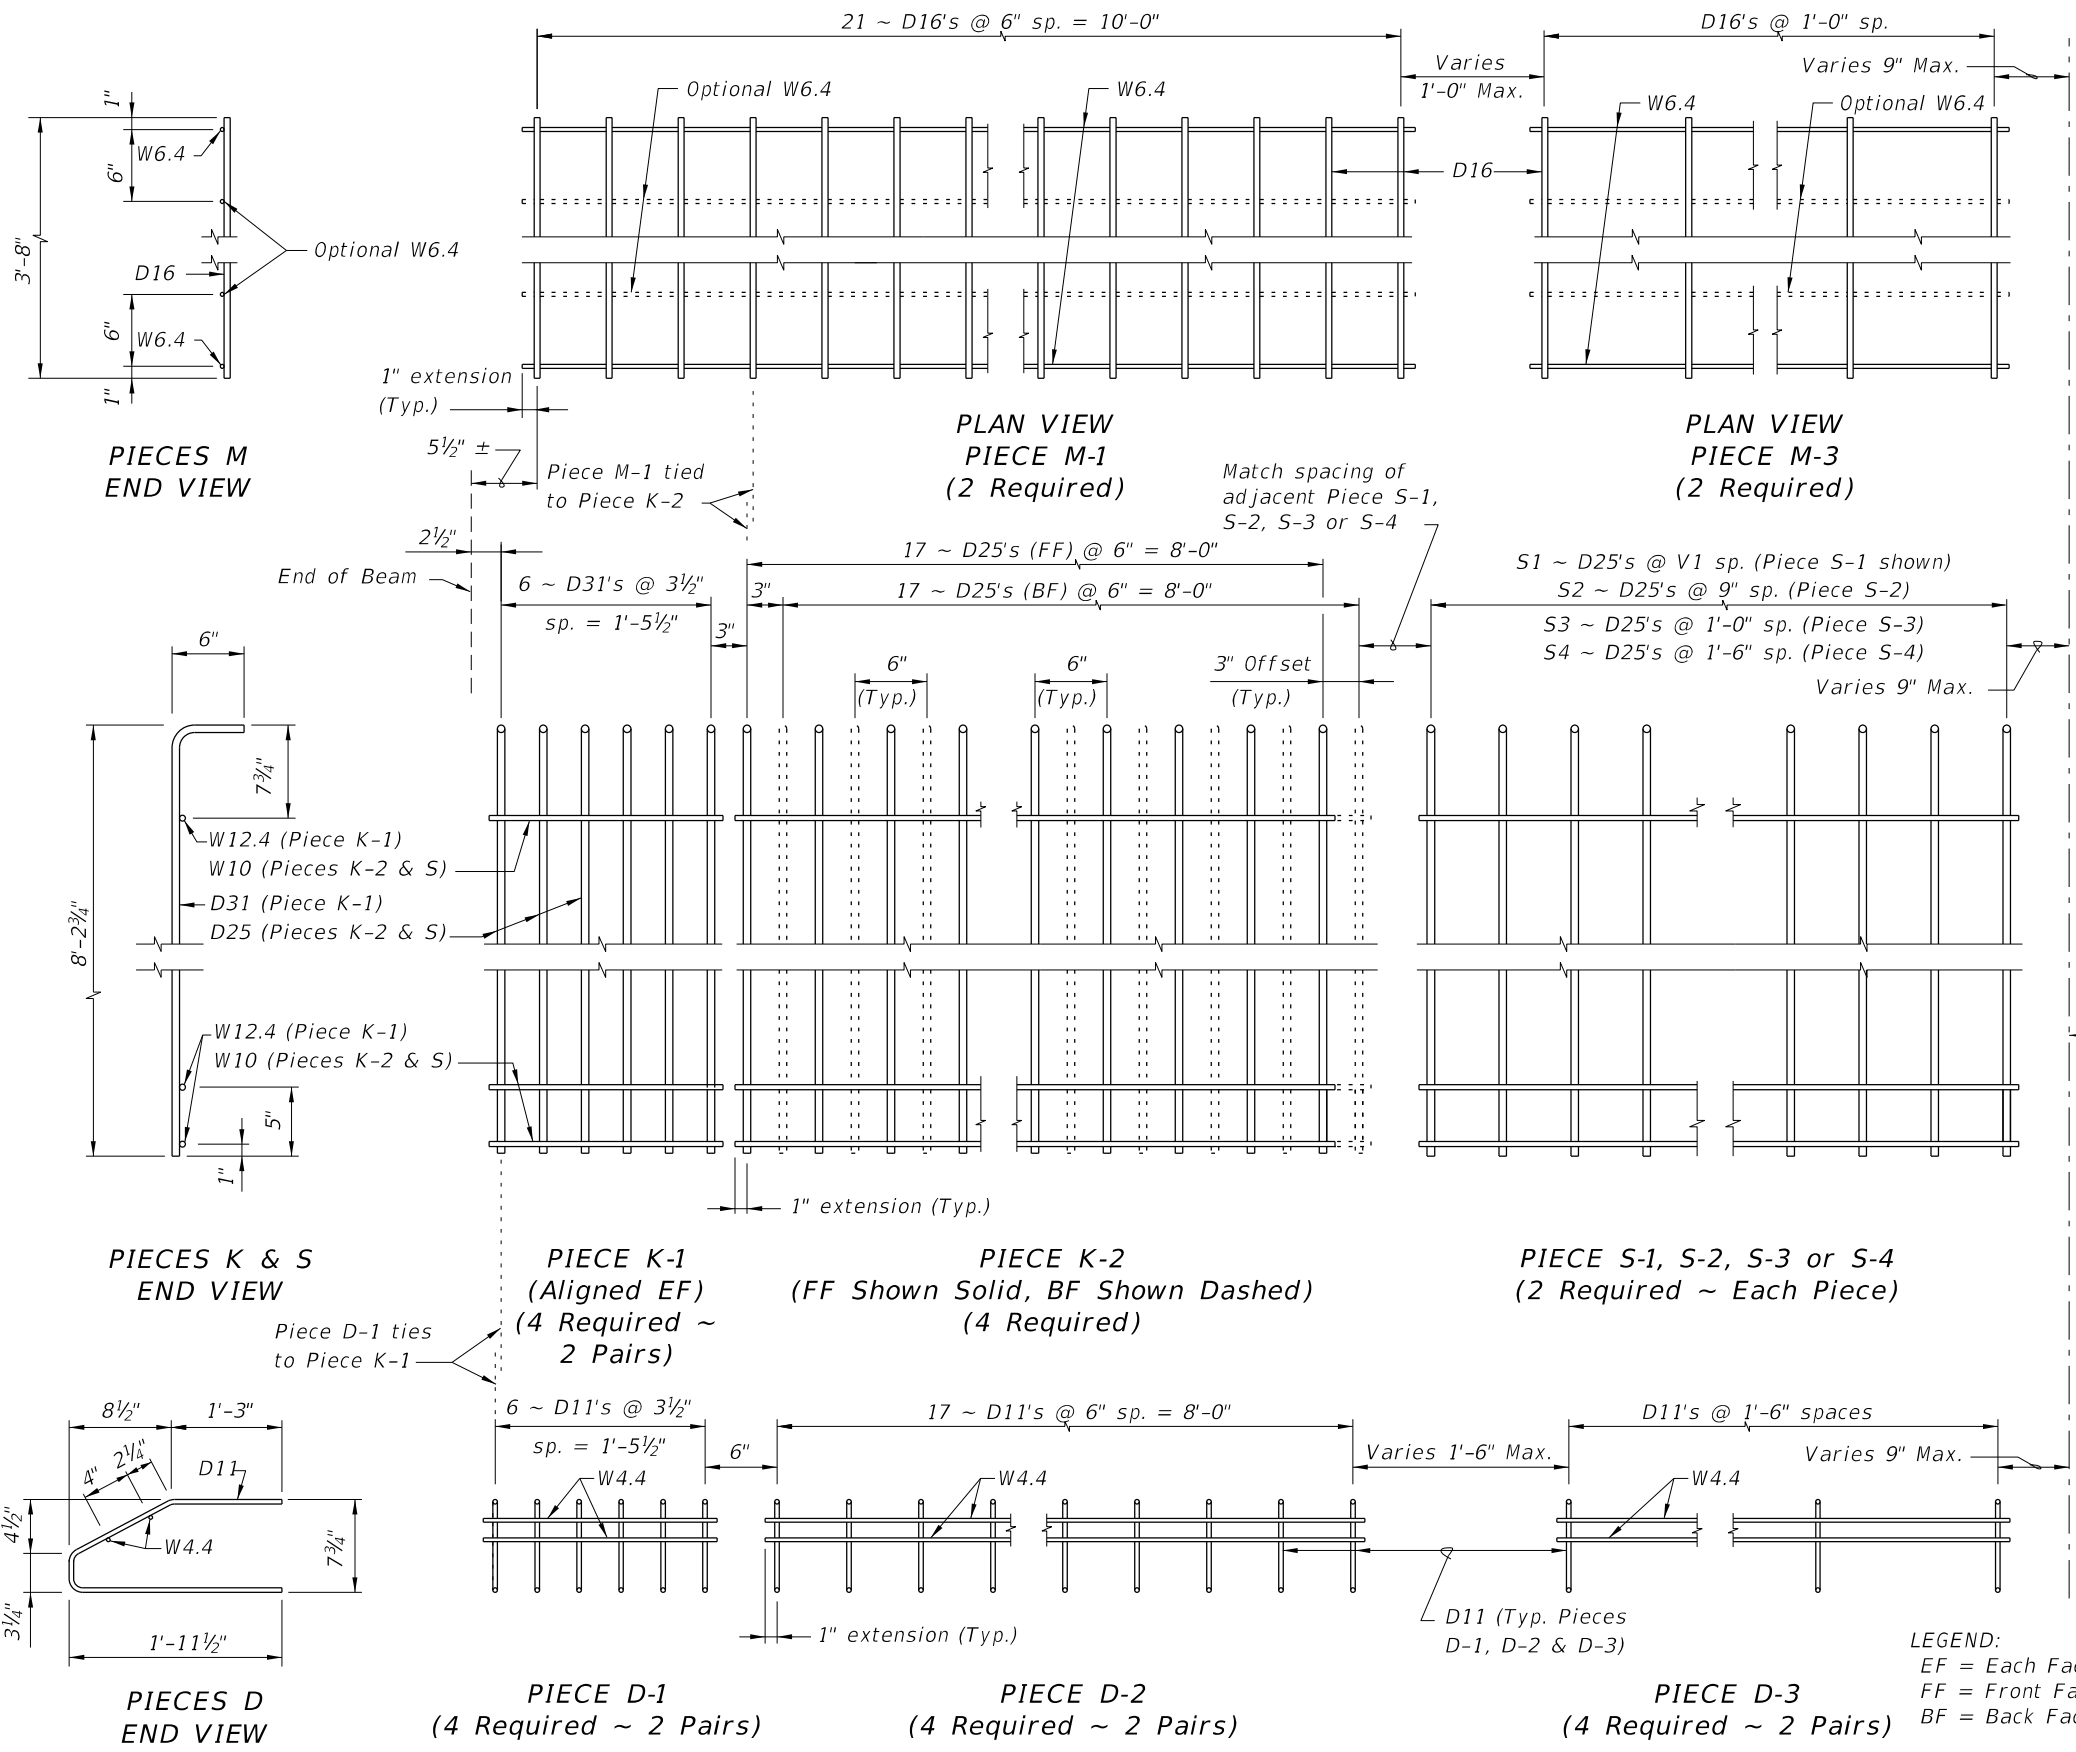 21 ~ D16's @ 6" sp. = 10'-0"
D16's @ 1'-0" sp.
Varies
1'-0" Max.
Varies 9" Max.
Optional W6.4
W6.4
W6.4
Optional W6.4
1"
W6.4
6"
3'-8"
Optional W6.4
D16
D16
6"
W6.4
1"
1" extension
(Typ.)
PIECES M
END VIEW
PLAN VIEW
PIECE M-1
(2 Required)
PLAN VIEW
PIECE M-3
(2 Required)
5½" ±
Piece M-1 tied
to Piece K-2
Match spacing of
adjacent Piece S-1,
S-2, S-3 or S-4
2½"
End of Beam
6 ~ D31's @ 3½"
sp. = 1'-5½"
3"
3"
17 ~ D25's (FF) @ 6" = 8'-0"
17 ~ D25's (BF) @ 6" = 8'-0"
6"
(Typ.)
6"
(Typ.)
3" Offset
(Typ.)
S1 ~ D25's @ V1 sp. (Piece S-1 shown)
S2 ~ D25's @ 9" sp. (Piece S-2)
S3 ~ D25's @ 1'-0" sp. (Piece S-3)
S4 ~ D25's @ 1'-6" sp. (Piece S-4)
Varies 9" Max.
6"
7¾"
W12.4 (Piece K-1)
W10 (Pieces K-2 & S)
D31 (Piece K-1)
D25 (Pieces K-2 & S)
8'-2¾"
W12.4 (Piece K-1)
W10 (Pieces K-2 & S)
5"
1"
1" extension (Typ.)
PIECES K & S
END VIEW
PIECE K-1
(Aligned EF)
(4 Required ~
2 Pairs)
PIECE K-2
(FF Shown Solid, BF Shown Dashed)
(4 Required)
PIECE S-1, S-2, S-3 or S-4
(2 Required ~ Each Piece)
Piece D-1 ties
to Piece K-1
8½"
1'-3"
4"
2¼"
D11
4½"
W4.4
7¾"
3¼"
1'-11½"
6 ~ D11's @ 3½"
sp. = 1'-5½"
W4.4
6"
17 ~ D11's @ 6" sp. = 8'-0"
W4.4
Varies 1'-6" Max.
D11's @ 1'-6" spaces
Varies 9" Max.
W4.4
1" extension (Typ.)
D11 (Typ. Pieces
D-1, D-2 & D-3)
PIECES D
END VIEW
PIECE D-1
(4 Required ~ 2 Pairs)
PIECE D-2
(4 Required ~ 2 Pairs)
PIECE D-3
(4 Required ~ 2 Pairs)
LEGEND:
EF = Each Fac
FF = Front Fa
BF = Back Fac